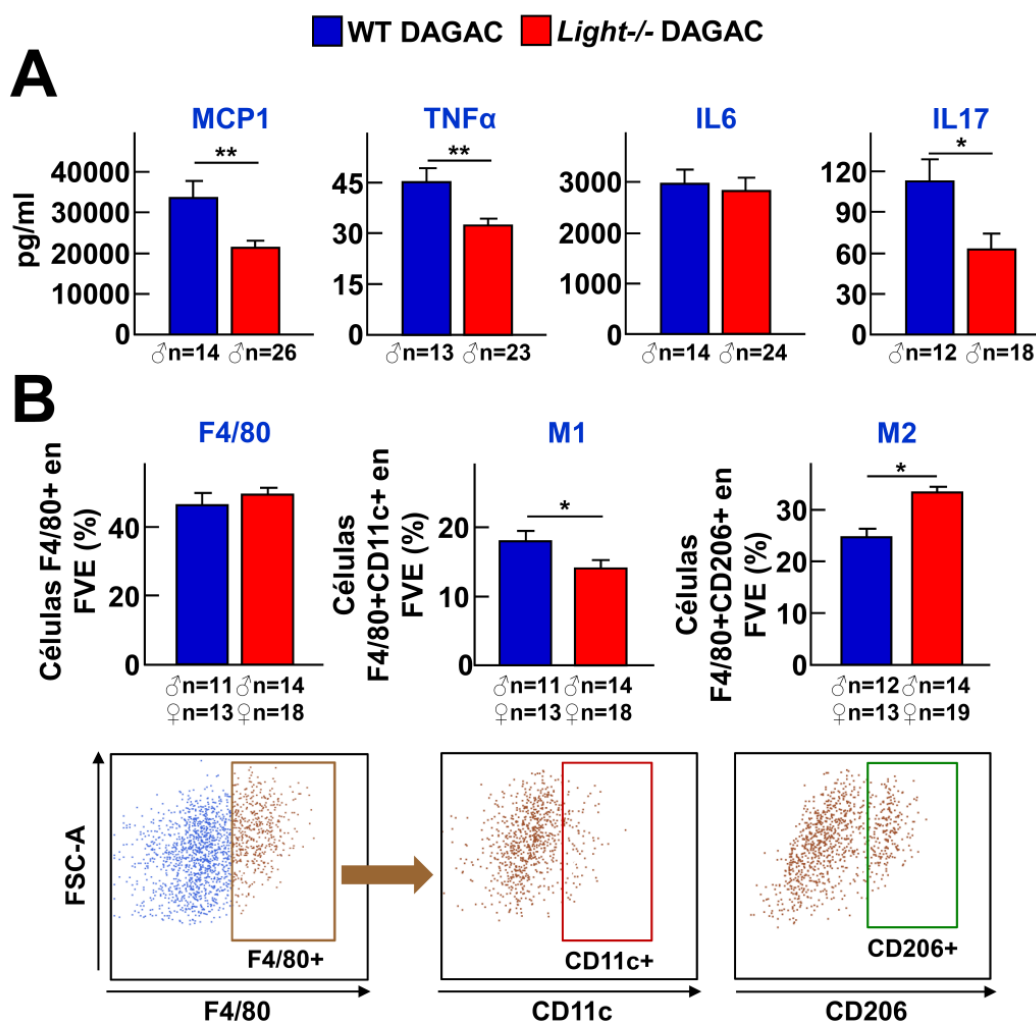 WT DAGAC Light-/- DAGAC
A
MCP1
TNFα
IL6
IL17
pg/ml
40000
30000
20000
10000
0
**
♂n=14 ♂n=26
45
30
15
0
**
♂n=13 ♂n=23
3000
2000
1000
0
♂n=14 ♂n=24
120
90
60
30
0
*
♂n=12 ♂n=18
B
F4/80
M1
M2
Células F4/80+ en
FVE (%)
40
20
0
♂n=11 ♂n=14
♀n=13 ♀n=18
Células
F4/80+CD11c+ en
FVE (%)
20
10
0
*
♂n=11 ♂n=14
♀n=13 ♀n=18
Células
F4/80+CD206+ en
FVE (%)
30
20
10
0
*
♂n=12 ♂n=14
♀n=13 ♀n=19
FSC-A
F4/80+
F4/80
CD11c+
CD11c
CD206+
CD206